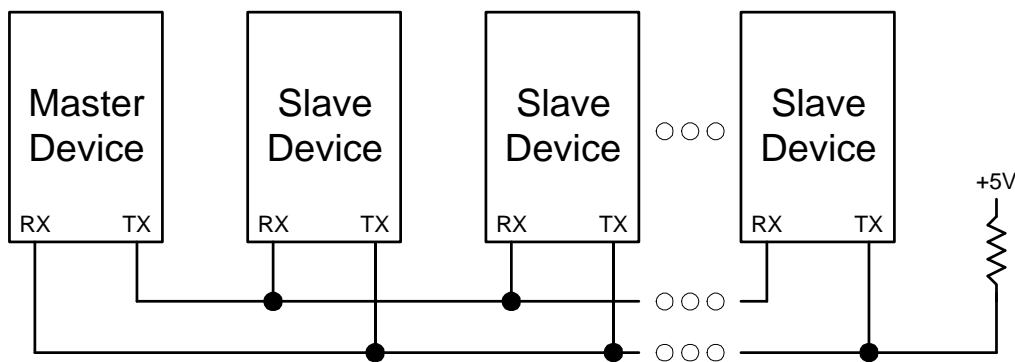 Master
Device
Slave
Device
Slave
Device
Slave
Device
+5V
RX TX RX TX RX TX RX TX